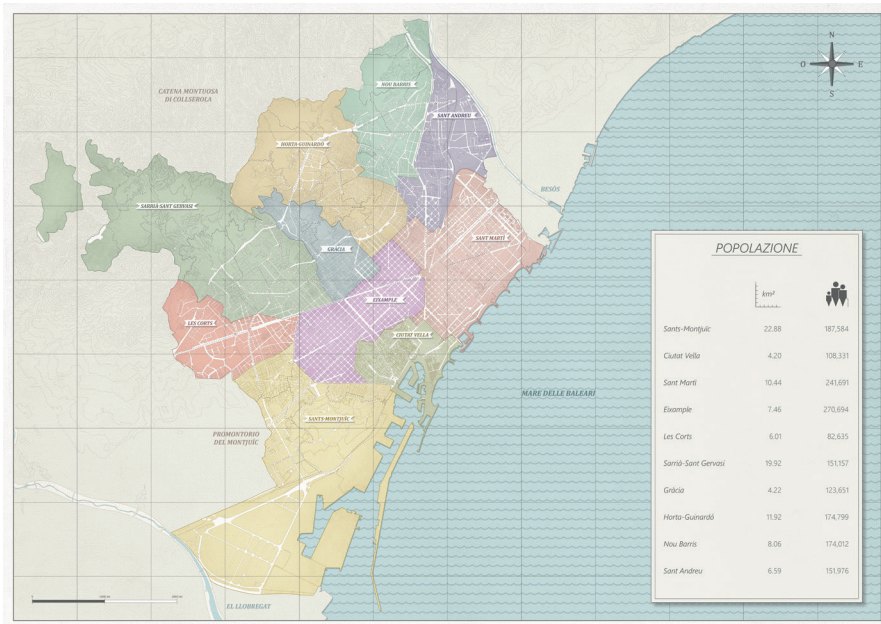 N
O
E
S
CATENA MONTUOSA
DI COLLSEROLA
NOU BARRIS
SANT ANDREU
HORTA-GUINARDÓ
SARRIÀ-SANT GERVASI
BESÒS
SANT MARTÍ
GRÀCIA
EIXAMPLE
LES CORTS
CIUTAT VELLA
MARE DELLE BALEARI
SANTS-MONTJUÏC
PROMONTORIO
DEL MONTJUÏC
EL LLOBREGAT
POPOLAZIONE
km²
Sants-Montjuïc 22.88 187,584
Ciutat Vella 4.20 108,331
Sant Martí 10.44 241,691
Eixample 7.46 270,694
Les Corts 6.01 82,635
Sarrià-Sant Gervasi 19.92 151,157
Gràcia 4.22 123,651
Horta-Guinardó 11.92 174,799
Nou Barris 8.06 174,012
Sant Andreu 6.59 151,976